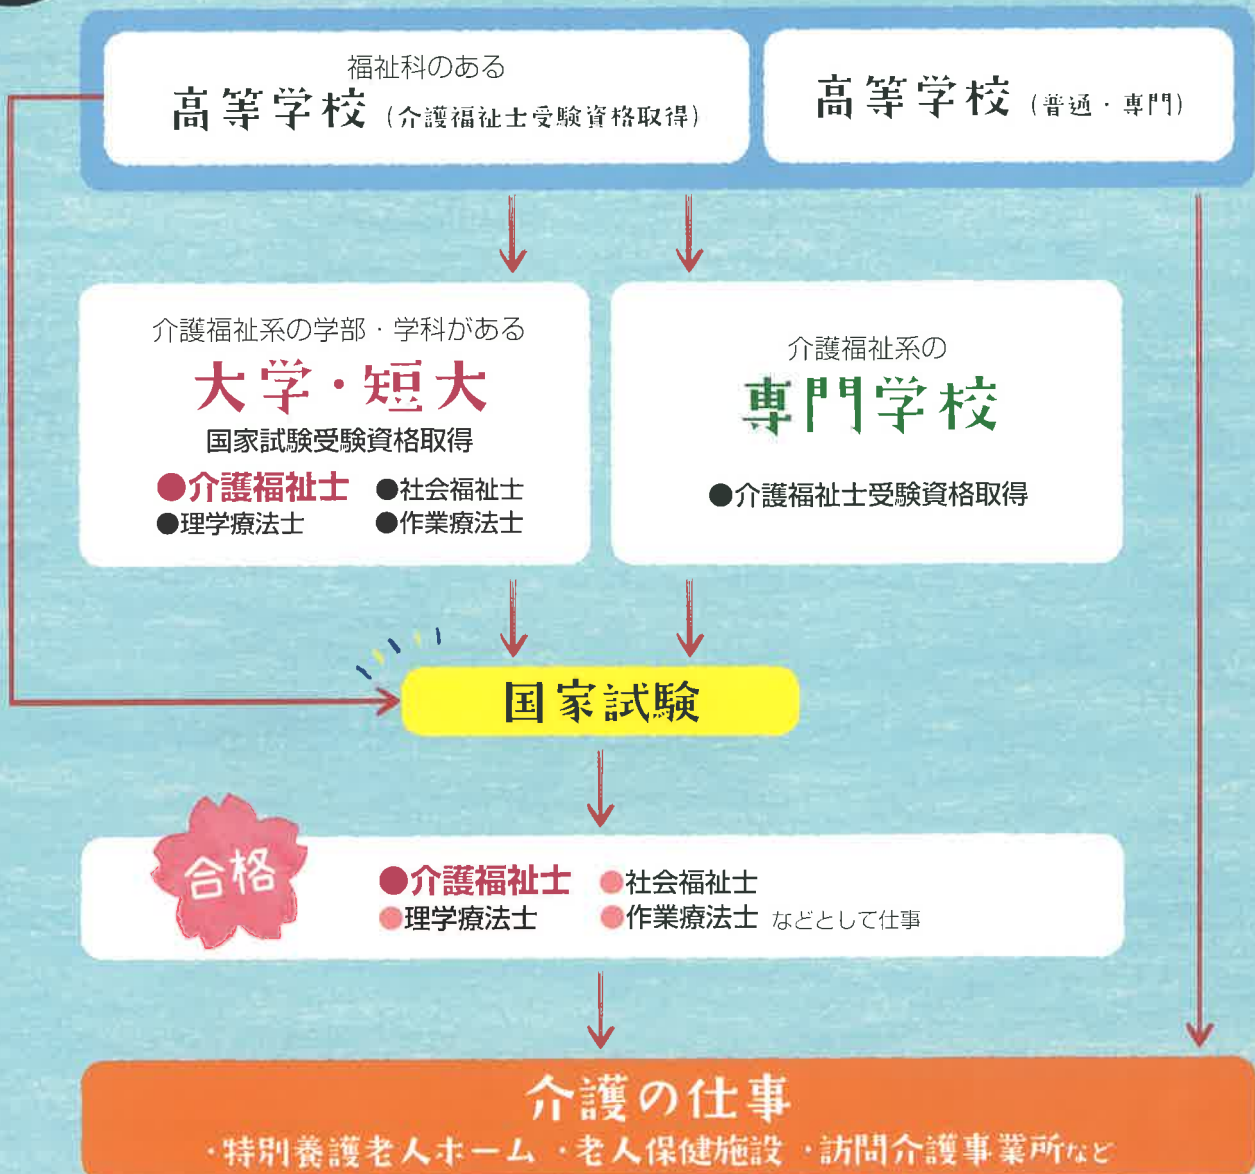 福祉科のある
高等学校(介護福祉士受験資格取得)
高等学校(普通・専門)
介護福祉系の学部・学科がある
大学・短大
国家試験受験資格取得
●介護福祉士 ●社会福祉士
●理学療法士 ●作業療法士
介護福祉系の
専門学校
●介護福祉士受験資格取得
国家試験
合格
●介護福祉士 ●社会福祉士
●理学療法士 ●作業療法士 などとして仕事
介護の仕事
・特別養護老人ホーム ・老人保健施設 ・訪問介護事業所など